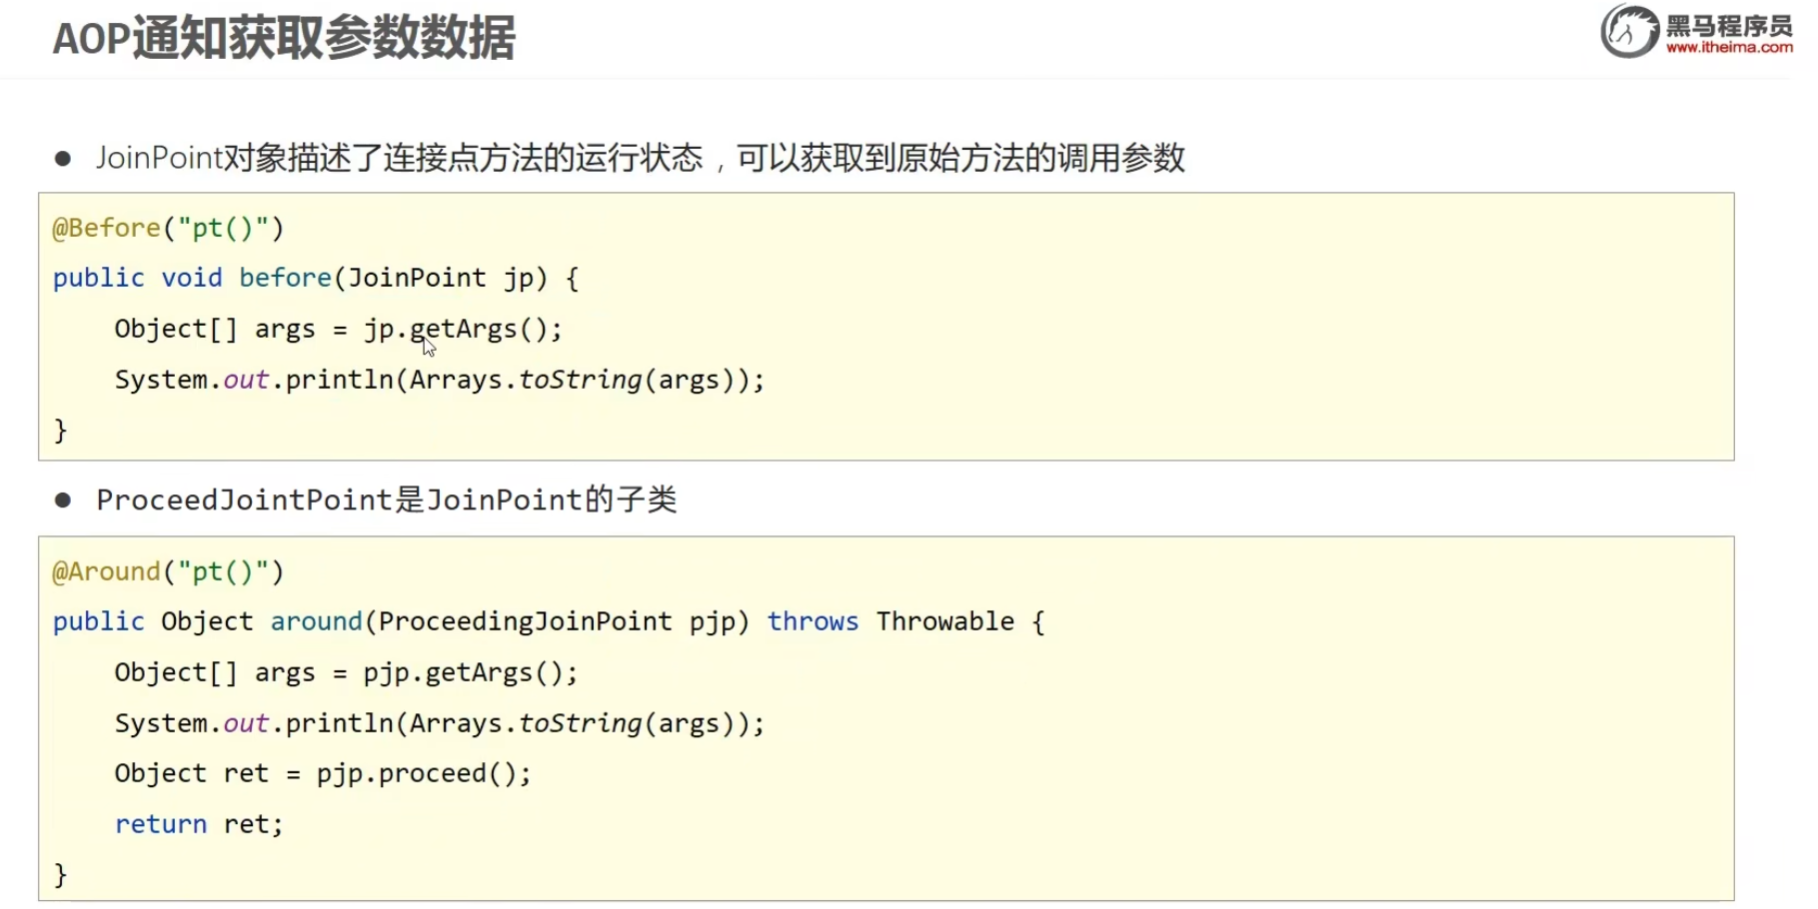 AOP通知获取参数数据
黑马程序员
www.itheima.com
● JoinPoint对象描述了连接点方法的运行状态，可以获取到原始方法的调用参数
@Before("pt()")
public void before(JoinPoint jp) {
    Object[] args = jp.getArgs();
    System.out.println(Arrays.toString(args));
}
● ProceedJointPoint是JoinPoint的子类
@Around("pt()")
public Object around(ProceedingJoinPoint pjp) throws Throwable {
    Object[] args = pjp.getArgs();
    System.out.println(Arrays.toString(args));
    Object ret = pjp.proceed();
    return ret;
}